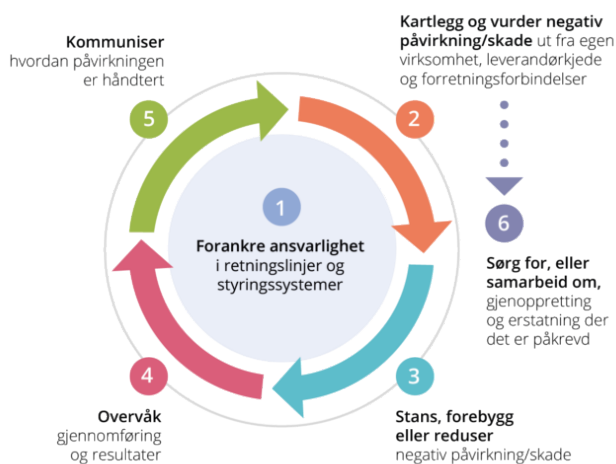 1
Forankre ansvarlighet
i retningslinjer og
styringssystemer
2
Kartlegg og vurder negativ
påvirkning/skade ut fra egen
virksomhet, leverandørkjede
og forretningsforbindelser
3
Stans, forebygg
eller reduser
negativ påvirkning/skade
4
Overvåk
gjennomføring
og resultater
5
Kommuniser
hvordan påvirkningen
er håndtert
6
Sørg for, eller
samarbeid om,
gjenoppretting
og erstatning der
det er påkrevd